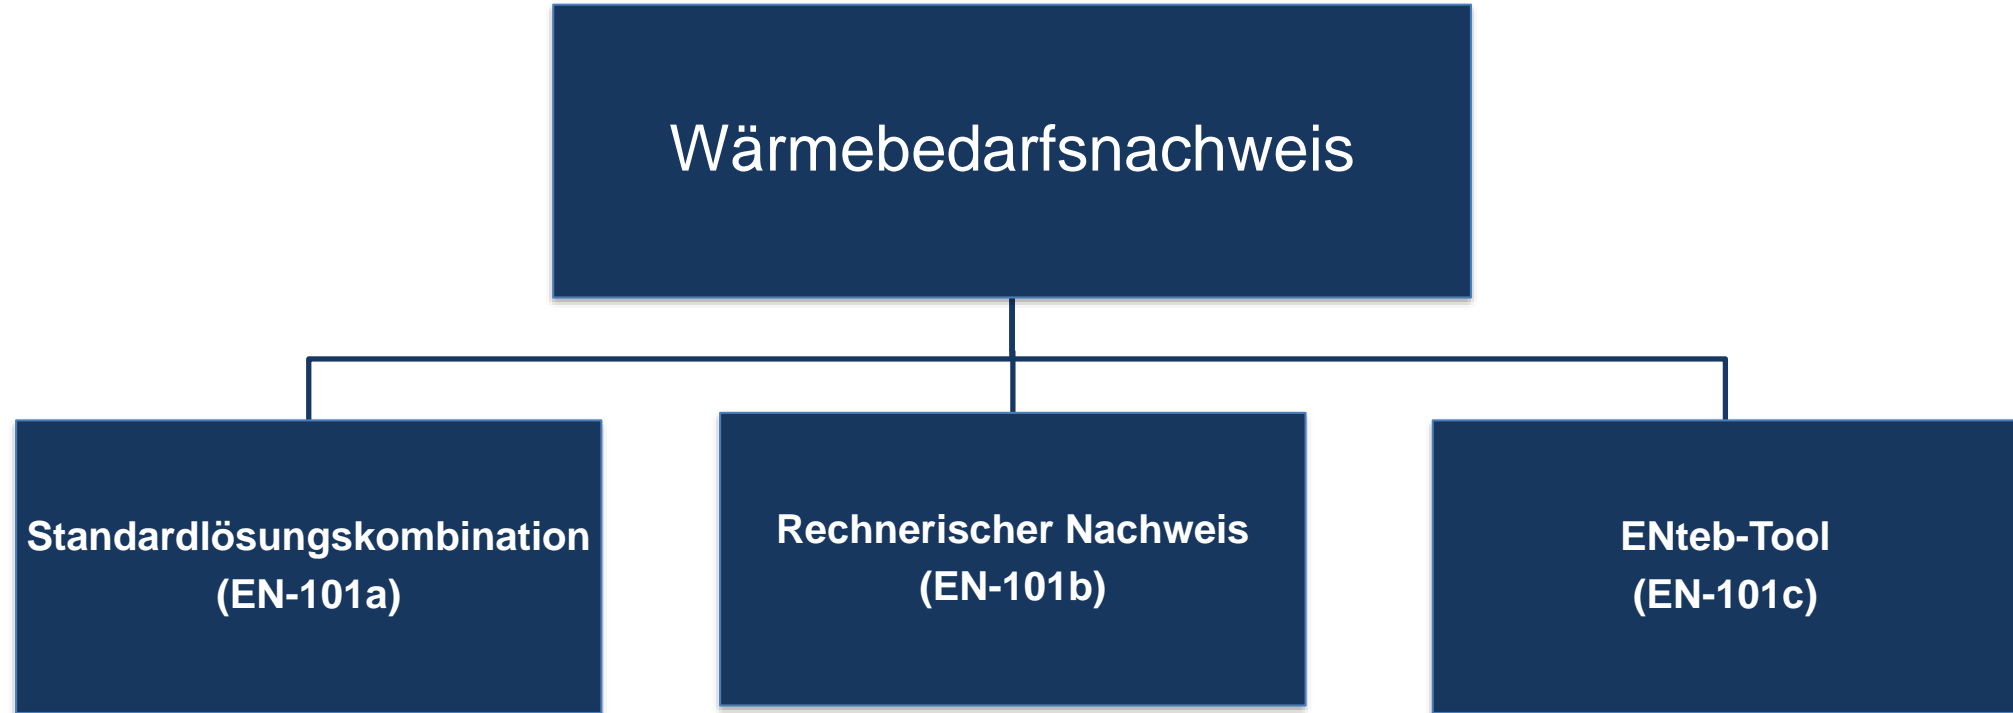 Wärmebedarfsnachweis
Standardlösungskombination
(EN-101a)
Rechnerischer Nachweis
(EN-101b)
ENteb-Tool
(EN-101c)